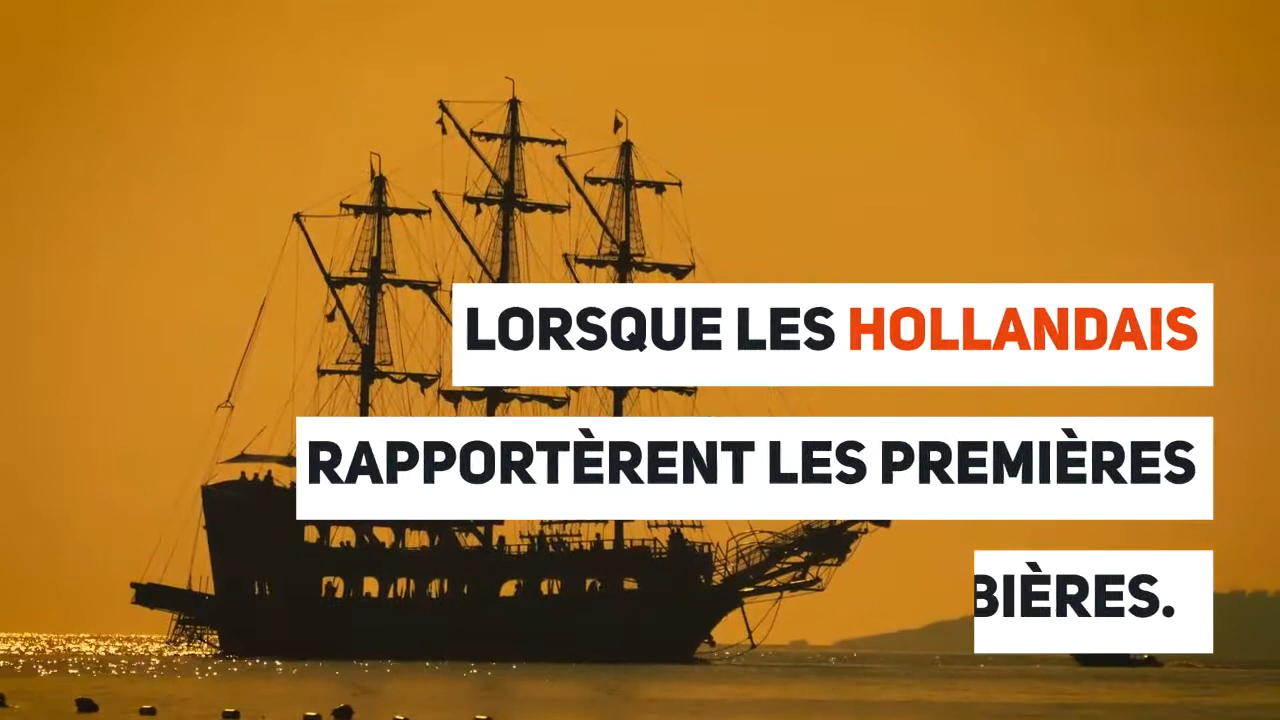 LORSQUE LES HOLLANDAIS
RAPPORTÈRENT LES PREMIÈRES
BIÈRES.